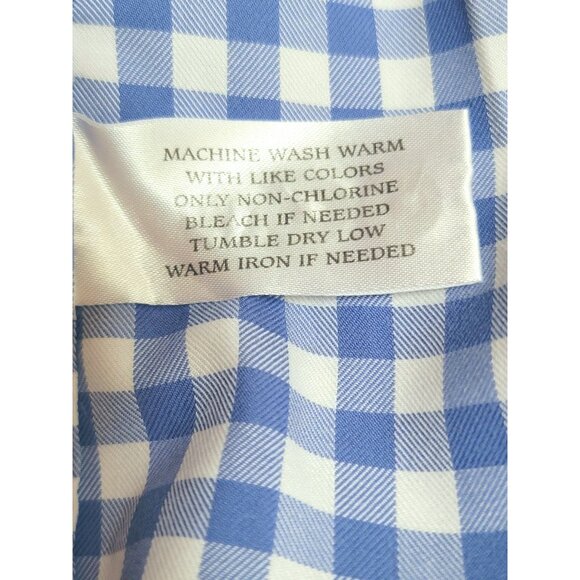 MACHINE WASH WARM
WITH LIKE COLORS
ONLY NON-CHLORINE
BLEACH IF NEEDED
TUMBLE DRY LOW
WARM IRON IF NEEDED